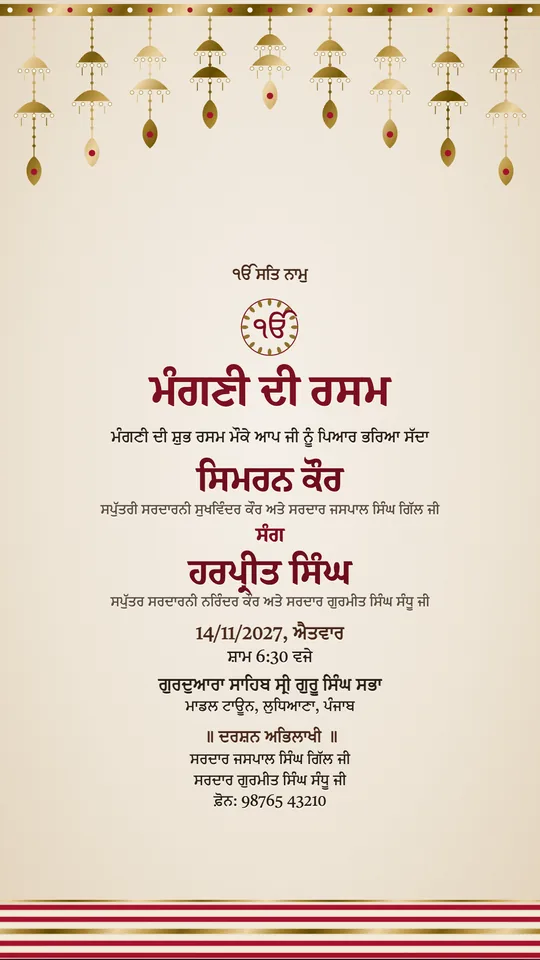 ੴ ਸਤਿ ਨਾਮੁ
ੴ
ਮੰਗਣੀ ਦੀ ਰਸਮ
ਮੰਗਣੀ ਦੀ ਸ਼ੁਭ ਰਸਮ ਮੌਕੇ ਆਪ ਜੀ ਨੂੰ ਪਿਆਰ ਭਰਿਆ ਸੱਦਾ
ਸਿਮਰਨ ਕੌਰ
ਸਪੁੱਤਰੀ ਸਰਦਾਰਨੀ ਸੁਖਵਿੰਦਰ ਕੌਰ ਅਤੇ ਸਰਦਾਰ ਜਸਪਾਲ ਸਿੰਘ ਗਿੱਲ ਜੀ
ਸੰਗ
ਹਰਪ੍ਰੀਤ ਸਿੰਘ
ਸਪੁੱਤਰ ਸਰਦਾਰਨੀ ਨਰਿੰਦਰ ਕੌਰ ਅਤੇ ਸਰਦਾਰ ਗੁਰਮੀਤ ਸਿੰਘ ਸੰਧੂ ਜੀ
14/11/2027, ਐਤਵਾਰ
ਸ਼ਾਮ 6:30 ਵਜੇ
ਗੁਰਦੁਆਰਾ ਸਾਹਿਬ ਸ੍ਰੀ ਗੁਰੂ ਸਿੰਘ ਸਭਾ
ਮਾਡਲ ਟਾਊਨ, ਲੁਧਿਆਣਾ, ਪੰਜਾਬ
॥ ਦਰਸ਼ਨ ਅਭਿਲਾਖੀ ॥
ਸਰਦਾਰ ਜਸਪਾਲ ਸਿੰਘ ਗਿੱਲ ਜੀ
ਸਰਦਾਰ ਗੁਰਮੀਤ ਸਿੰਘ ਸੰਧੂ ਜੀ
ਫ਼ੋਨ: 98765 43210